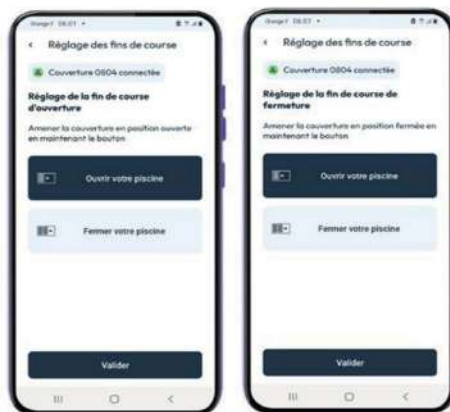 Orange F
Réglage des fins de course
Couverture 0804 connectée
Réglage de la fin de course
d'ouverture
Amener la couverture en position ouverte
en maintenant le bouton
Ouvrir votre piscine
Fermer votre piscine
Valider
Orange F
Réglage des fins de course
Couverture 0804 connectée
Réglage de la fin de course de
fermeture
Amener la couverture en position fermée en
maintenant le bouton
Ouvrir votre piscine
Fermer votre piscine
Valider